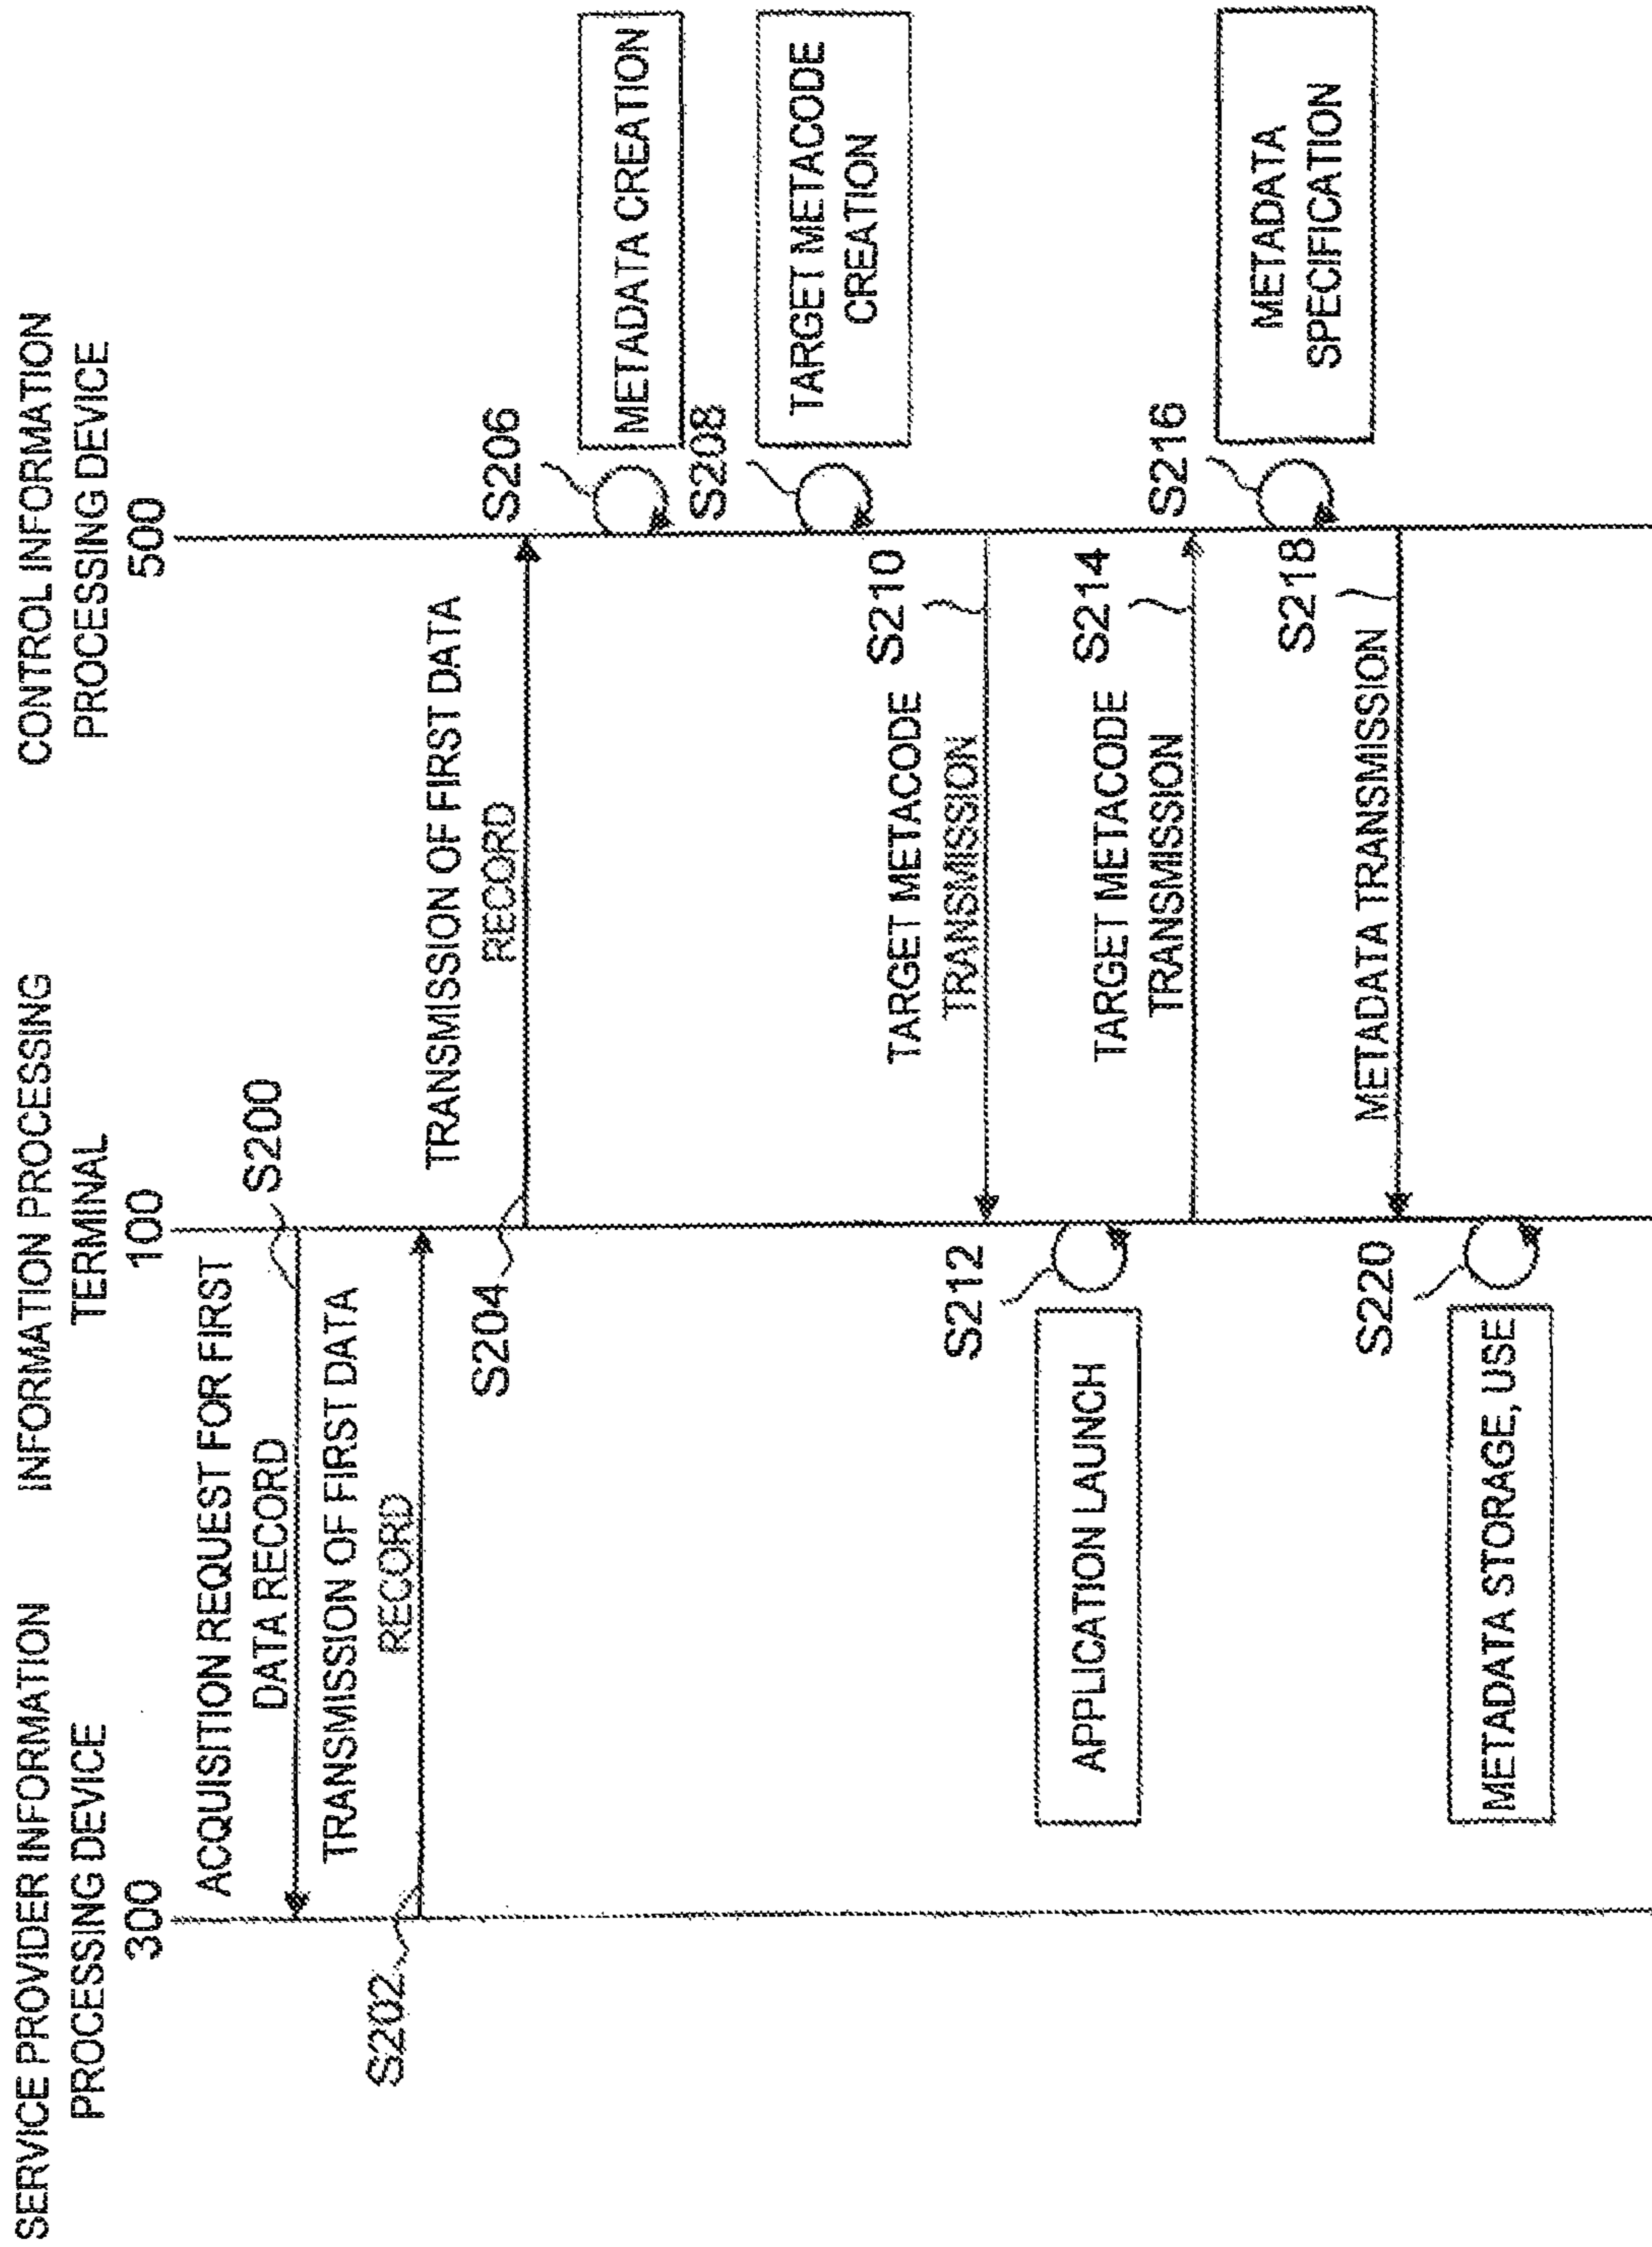 SERVICE PROVIDER INFORMATION
PROCESSING DEVICE
300
INFORMATION PROCESSING
TERMINAL
100
CONTROL INFORMATION
PROCESSING DEVICE
500
ACQUISITION REQUEST FOR FIRST
DATA RECORD
S200
TRANSMISSION OF FIRST DATA
RECORD
S202
TRANSMISSION OF FIRST DATA
RECORD
S204
S206
METADATA CREATION
S208
TARGET METACODE
CREATION
TARGET METACODE
TRANSMISSION
S210
S212
APPLICATION LAUNCH
TARGET METACODE
TRANSMISSION
S214
S216
METADATA
SPECIFICATION
S218
METADATA TRANSMISSION
S220
METADATA STORAGE, USE